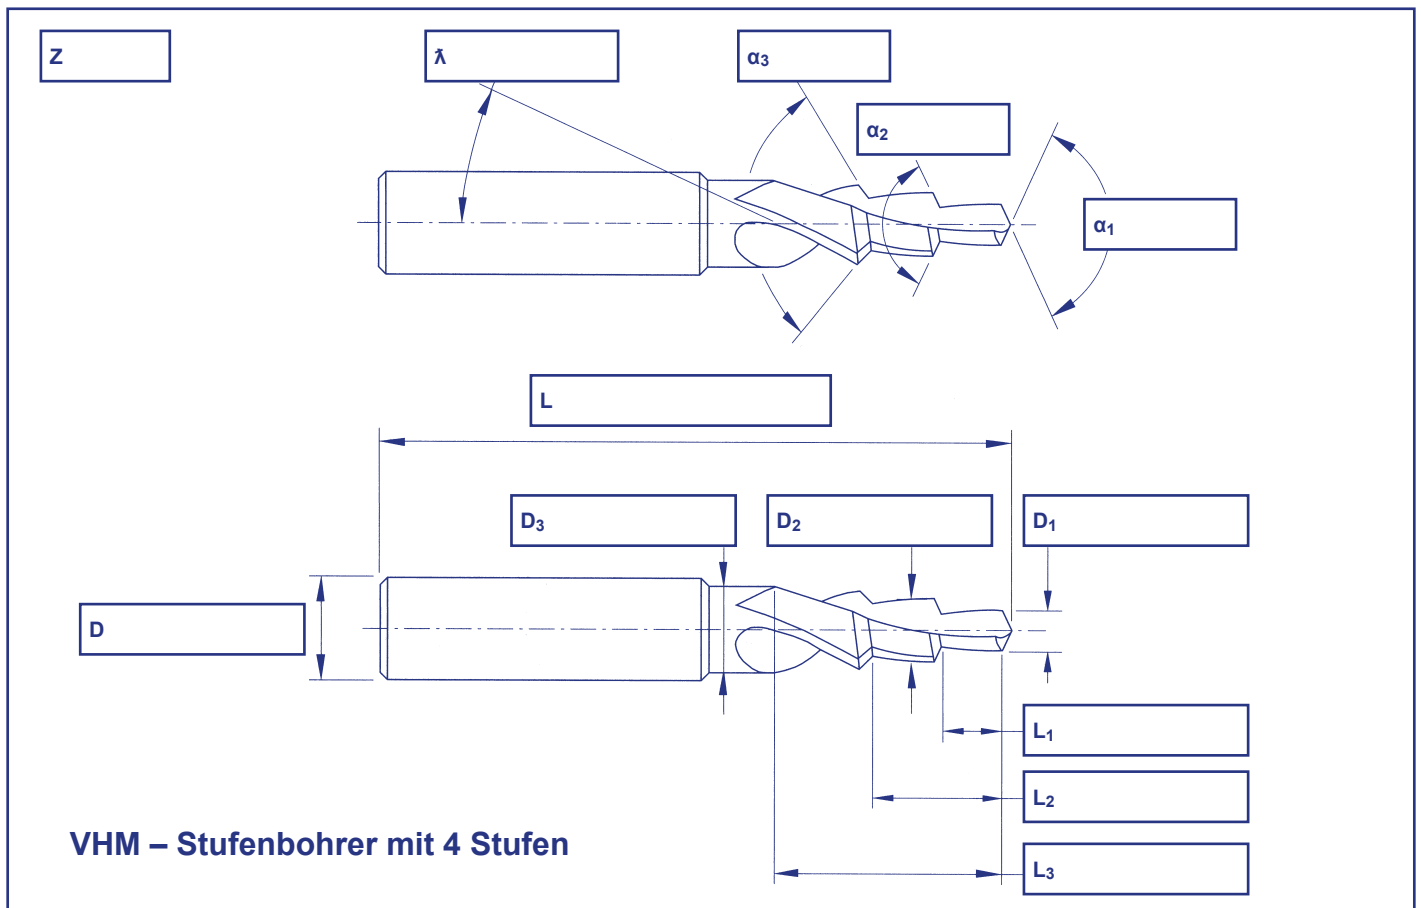 Z
ƛ
α3
α2
α1
L
D3
D2
D1
D
L1
L2
L3
VHM – Stufenbohrer mit 4 Stufen